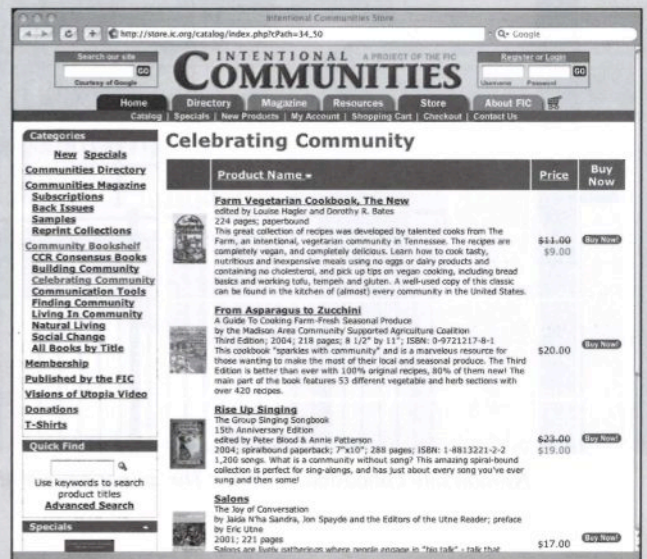 Intentional Communities Store
http://store.ic.org/catalog/index.php?cPath=34_50
Google
Search our site
GO
Courtesy of Google
INTENTIONAL
A PROJECT OF THE FIC
COMMUNITIES
Register or Login
GO
Username Password
Home Directory Magazine Resources Store About FIC
Catalog | Specials | New Products | My Account | Shopping Cart | Checkout | Contact Us
Categories
New Specials
Communities Directory
Communities Magazine
Subscriptions
Back Issues
Samples
Reprint Collections
Community Bookshelf
CCR Consensus Books
Building Community
Celebrating Community
Communication Tools
Finding Community
Living In Community
Natural Living
Social Change
All Books by Title
Membership
Published by the FIC
Visions of Utopia Video
Donations
T-Shirts
Quick Find
Use keywords to search
product titles
Advanced Search
Specials
Celebrating Community
Product Name Price Buy Now
Farm Vegetarian Cookbook, The New
edited by Louise Hagler and Dorothy R. Bates
224 pages; paperbound
This great collection of recipes was developed by talented cooks from The
Farm, an intentional, vegetarian community in Tennessee. The recipes are
completely vegan, and completely delicious. Learn how to cook tasty,
nutritious and inexpensive meals using no eggs or dairy products and
containing no cholesterol, and pick up tips on vegan cooking, including bread
basics and working tofu, tempeh and gluten. A well-used copy of this classic
can be found in the kitchen of (almost) every community in the United States.
$11.00
$9.00
Buy Now!
From Asparagus to Zucchini
A Guide To Cooking Farm-Fresh Seasonal Produce
by the Madison Area Community Supported Agriculture Coalition
Third Edition; 2004; 218 pages; 8 1/2" by 11"; ISBN: 0-9721217-8-1
This cookbook "sparkles with community" and is a marvelous resource for
those wanting to make the most of their local and seasonal produce. The Third
Edition is better than ever with 100% original recipes, 80% of them new! The
main part of the book features 53 different vegetable and herb sections with
over 420 recipes.
$20.00
Buy Now!
Rise Up Singing
The Group Singing Songbook
15th Anniversary Edition
edited by Peter Blood & Annie Patterson
2004; spiralbound paperback; 7"x10"; 288 pages; ISBN: 1-8813221-2-2
1,200 songs. What is a community without song? This amazing spiral-bound
collection is perfect for sing-alongs, and has just about every song you've ever
sung and then some!
$23.00
$19.00
Buy Now!
Salons
The Joy of Conversation
by Jaida N'ha Sandra, Jon Spayde and the Editors of the Utne Reader; preface
by Eric Utne
2001; 221 pages
Salons are lively gatherings where people engage in "big talk" - talk that
$17.00
Buy Now!